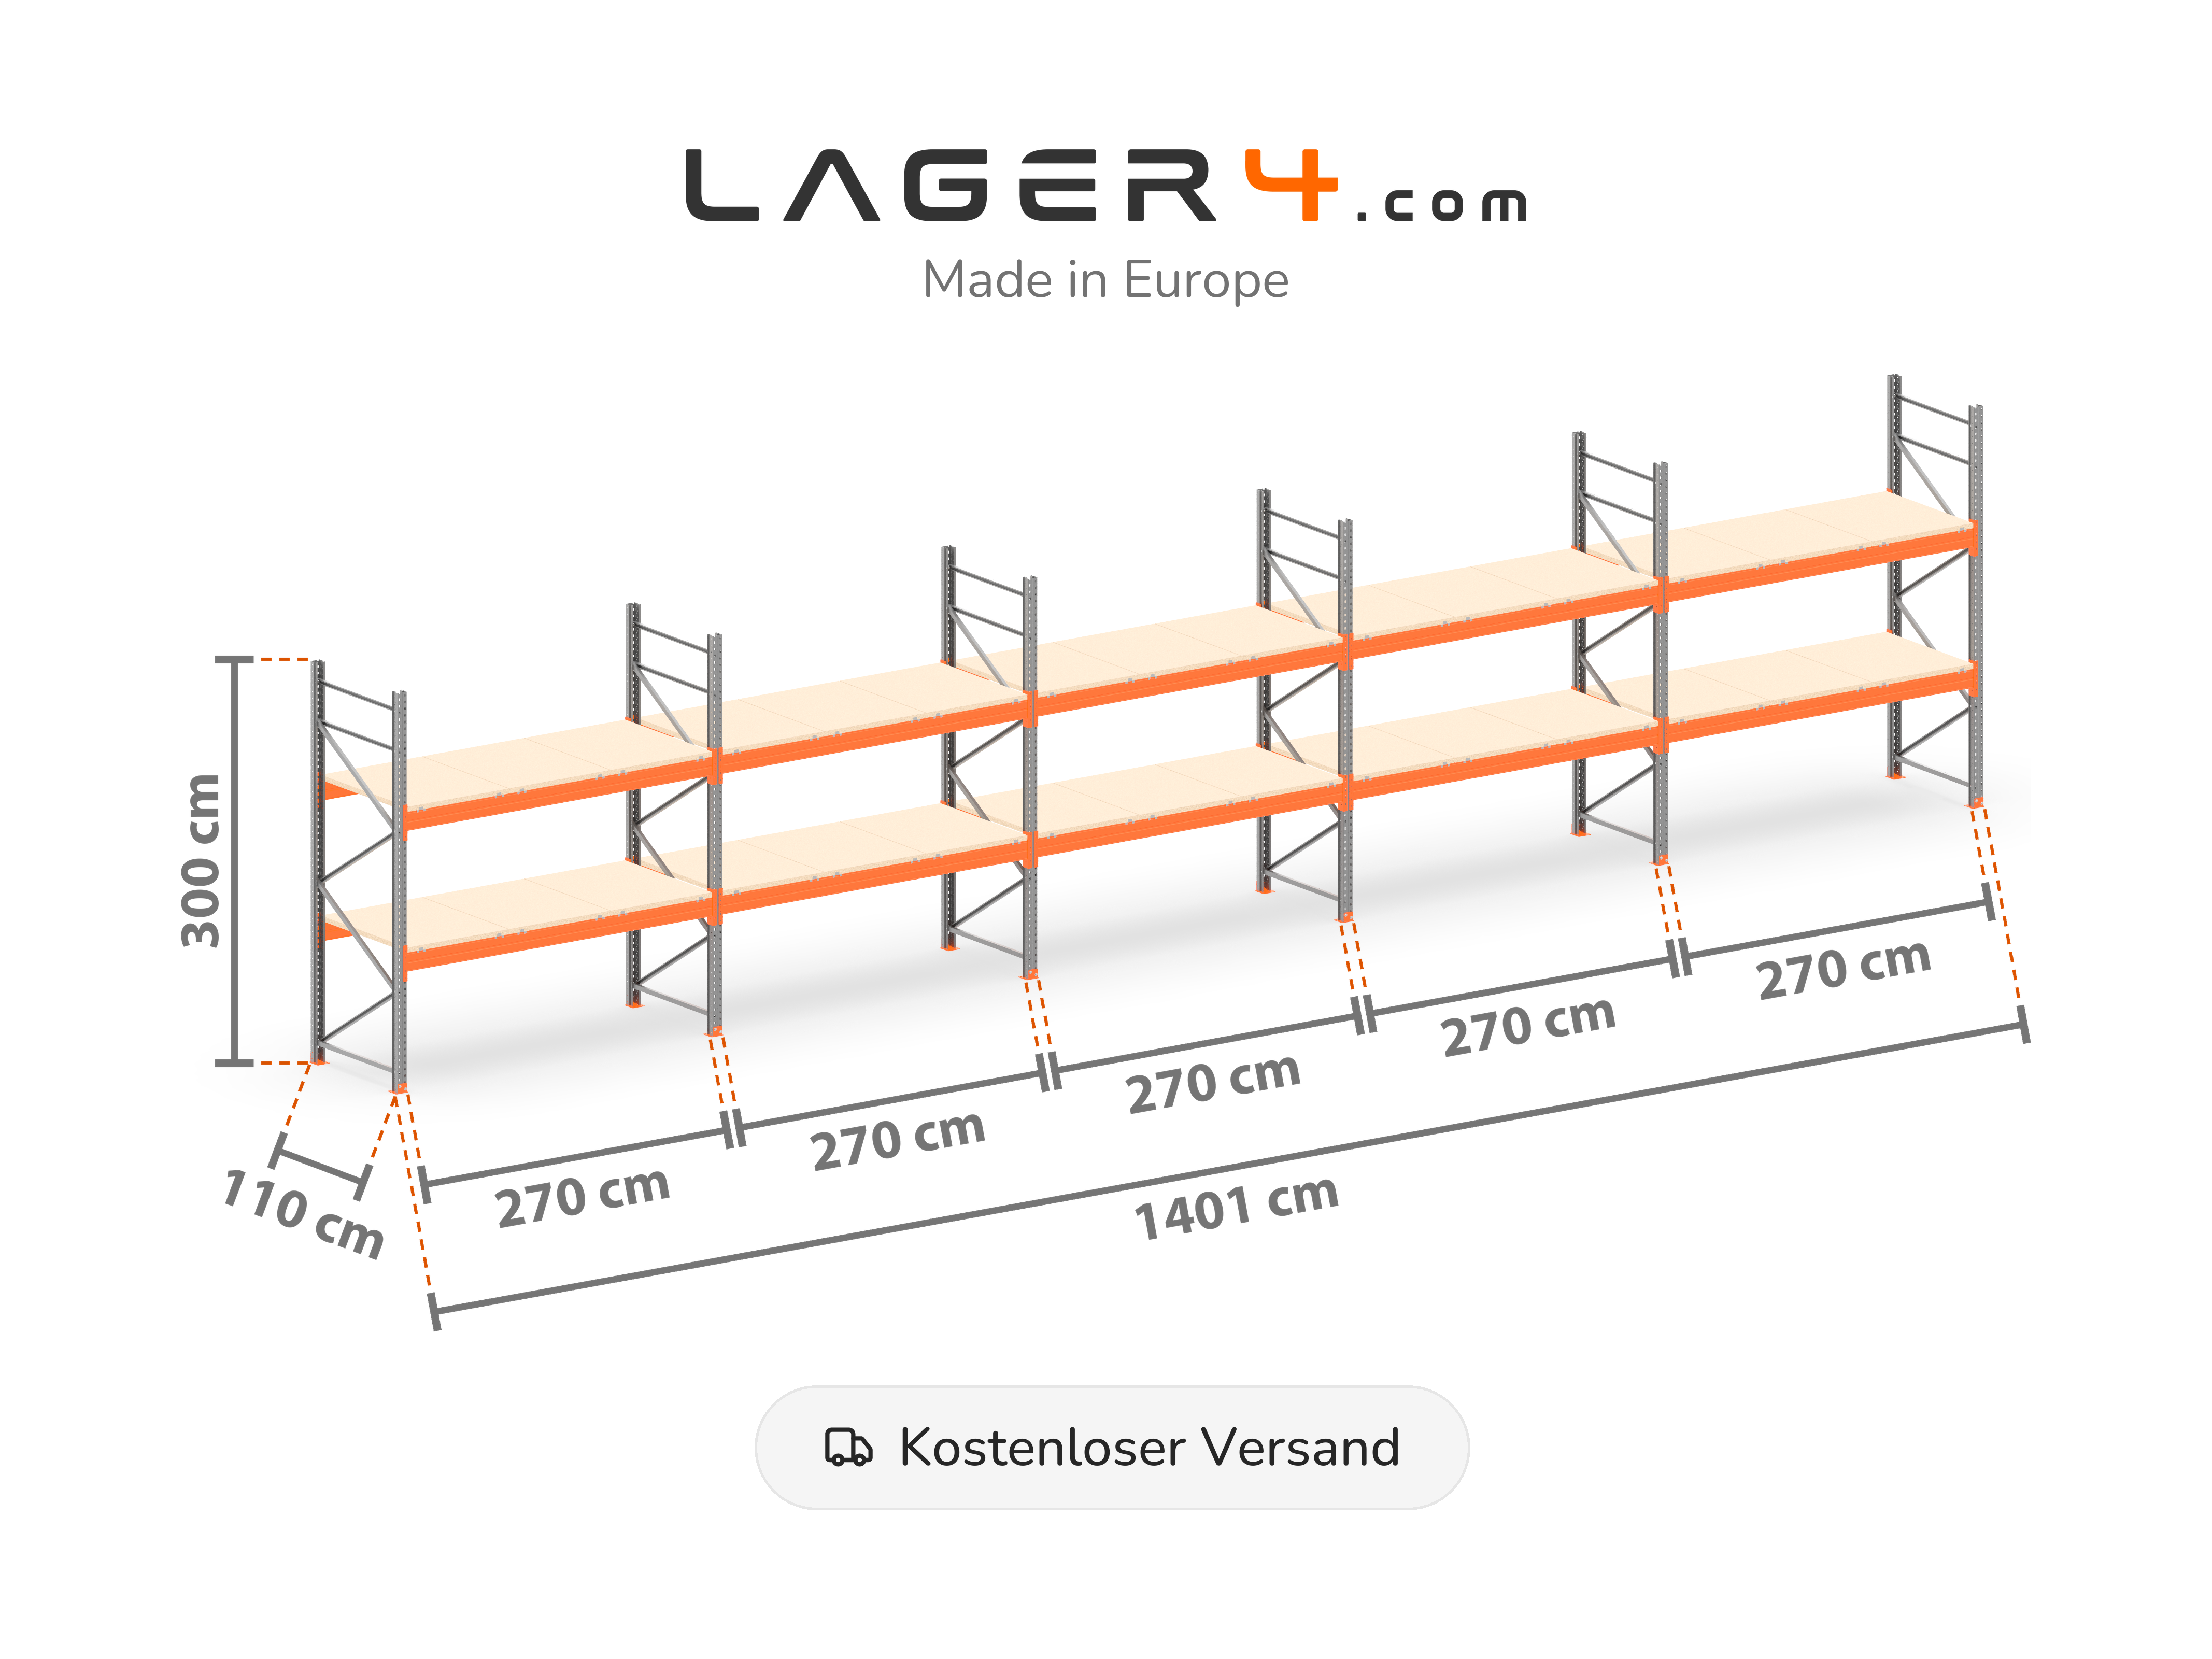 LAGER4.com
Made in Europe
300 cm
110 cm
270 cm
270 cm
270 cm
270 cm
270 cm
1401 cm
Kostenloser Versand